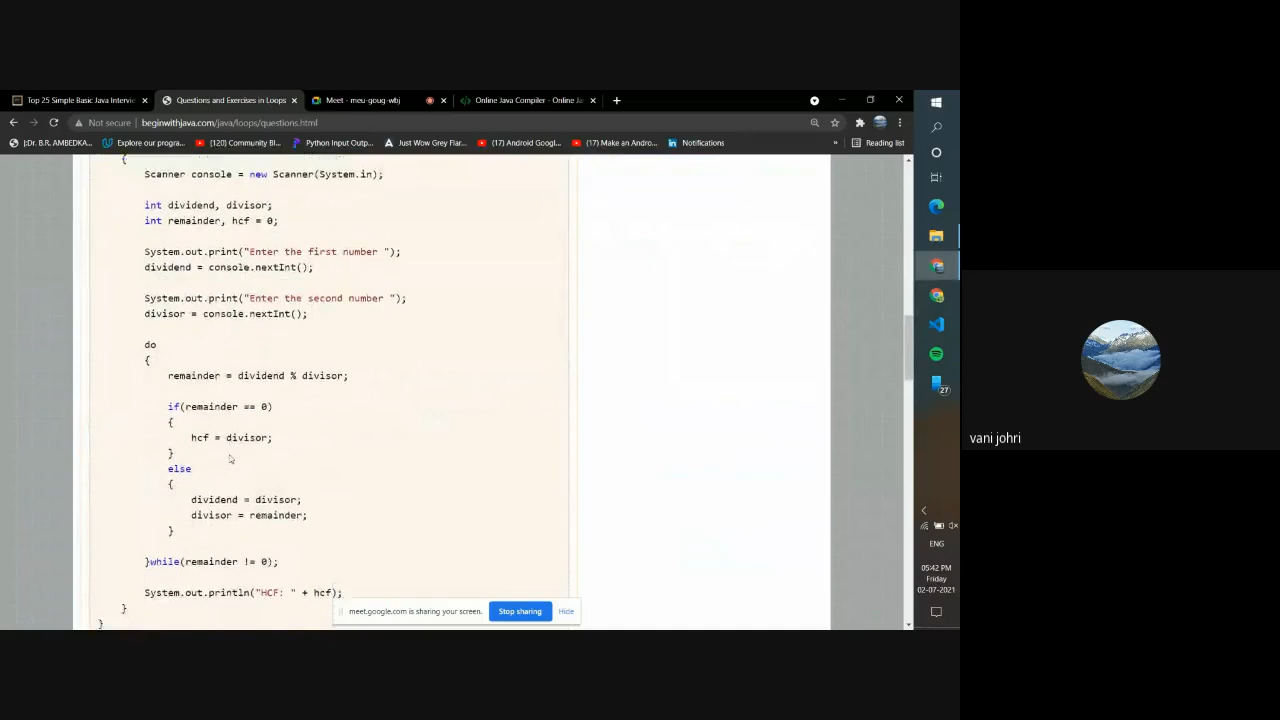 Top 25 Simple Basic Java Intervie
Questions and Exercises in Loops
Meet - meu-goug-wbj
Online Java Compiler - Online Ja
Not secure | beginwithjava.com/java/loops/questions.html
|:Dr. B.R. AMBEDKA...
Explore our progra...
(120) Community Bl...
Python Input Outp...
Just Wow Grey Flar...
(17) Android Googl...
(17) Make an Andro...
Notifications
»
Reading list
{
Scanner console = new Scanner(System.in);
int dividend, divisor;
int remainder, hcf = 0;
System.out.print("Enter the first number ");
dividend = console.nextInt();
System.out.print("Enter the second number ");
divisor = console.nextInt();
do
{
remainder = dividend % divisor;
if(remainder == 0)
{
hcf = divisor;
}
else
{
dividend = divisor;
divisor = remainder;
}
}while(remainder != 0);
System.out.println("HCF: " + hcf);
}
}
meet.google.com is sharing your screen.
Stop sharing
Hide
27
ENG
05:42 PM
Friday
02-07-2021
vani johri